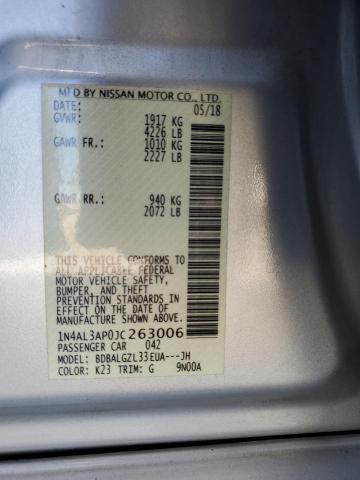 MFD BY NISSAN MOTOR CO., LTD.
DATE: 05/18
GVWR: 1917 KG
4226 LB
GAWR FR.: 1010 KG
2227 LB
GAWR RR.: 940 KG
2072 LB
THIS VEHICLE CONFORMS TO
ALL APPLICABLE FEDERAL
MOTOR VEHICLE SAFETY,
BUMPER, AND THEFT PREVENTION
STANDARDS IN EFFECT
ON THE DATE OF
MANUFACTURE SHOWN ABOVE.
1N4AL3AP0JC263006
PASSENGER CAR 042
MODEL: BDBALGZL33EUA---JH
COLOR: K23 TRIM: G 9N00A